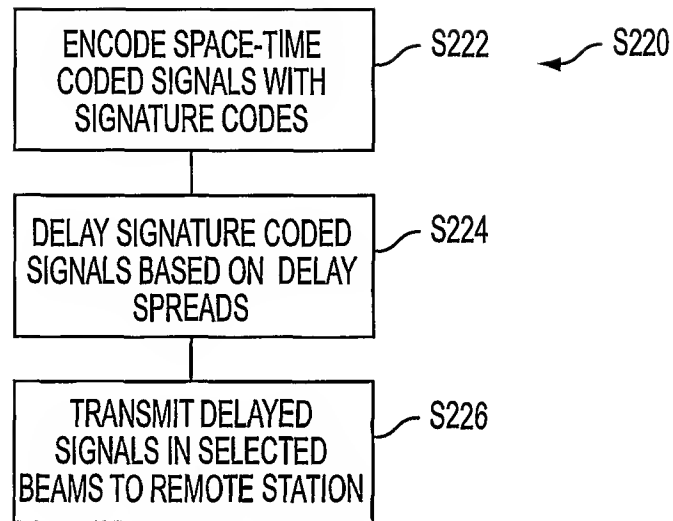 ENCODE SPACE-TIME
CODED SIGNALS WITH
SIGNATURE CODES
S222
S220
DELAY SIGNATURE CODED
SIGNALS BASED ON DELAY
SPREADS
S224
TRANSMIT DELAYED
SIGNALS IN SELECTED
BEAMS TO REMOTE STATION
S226